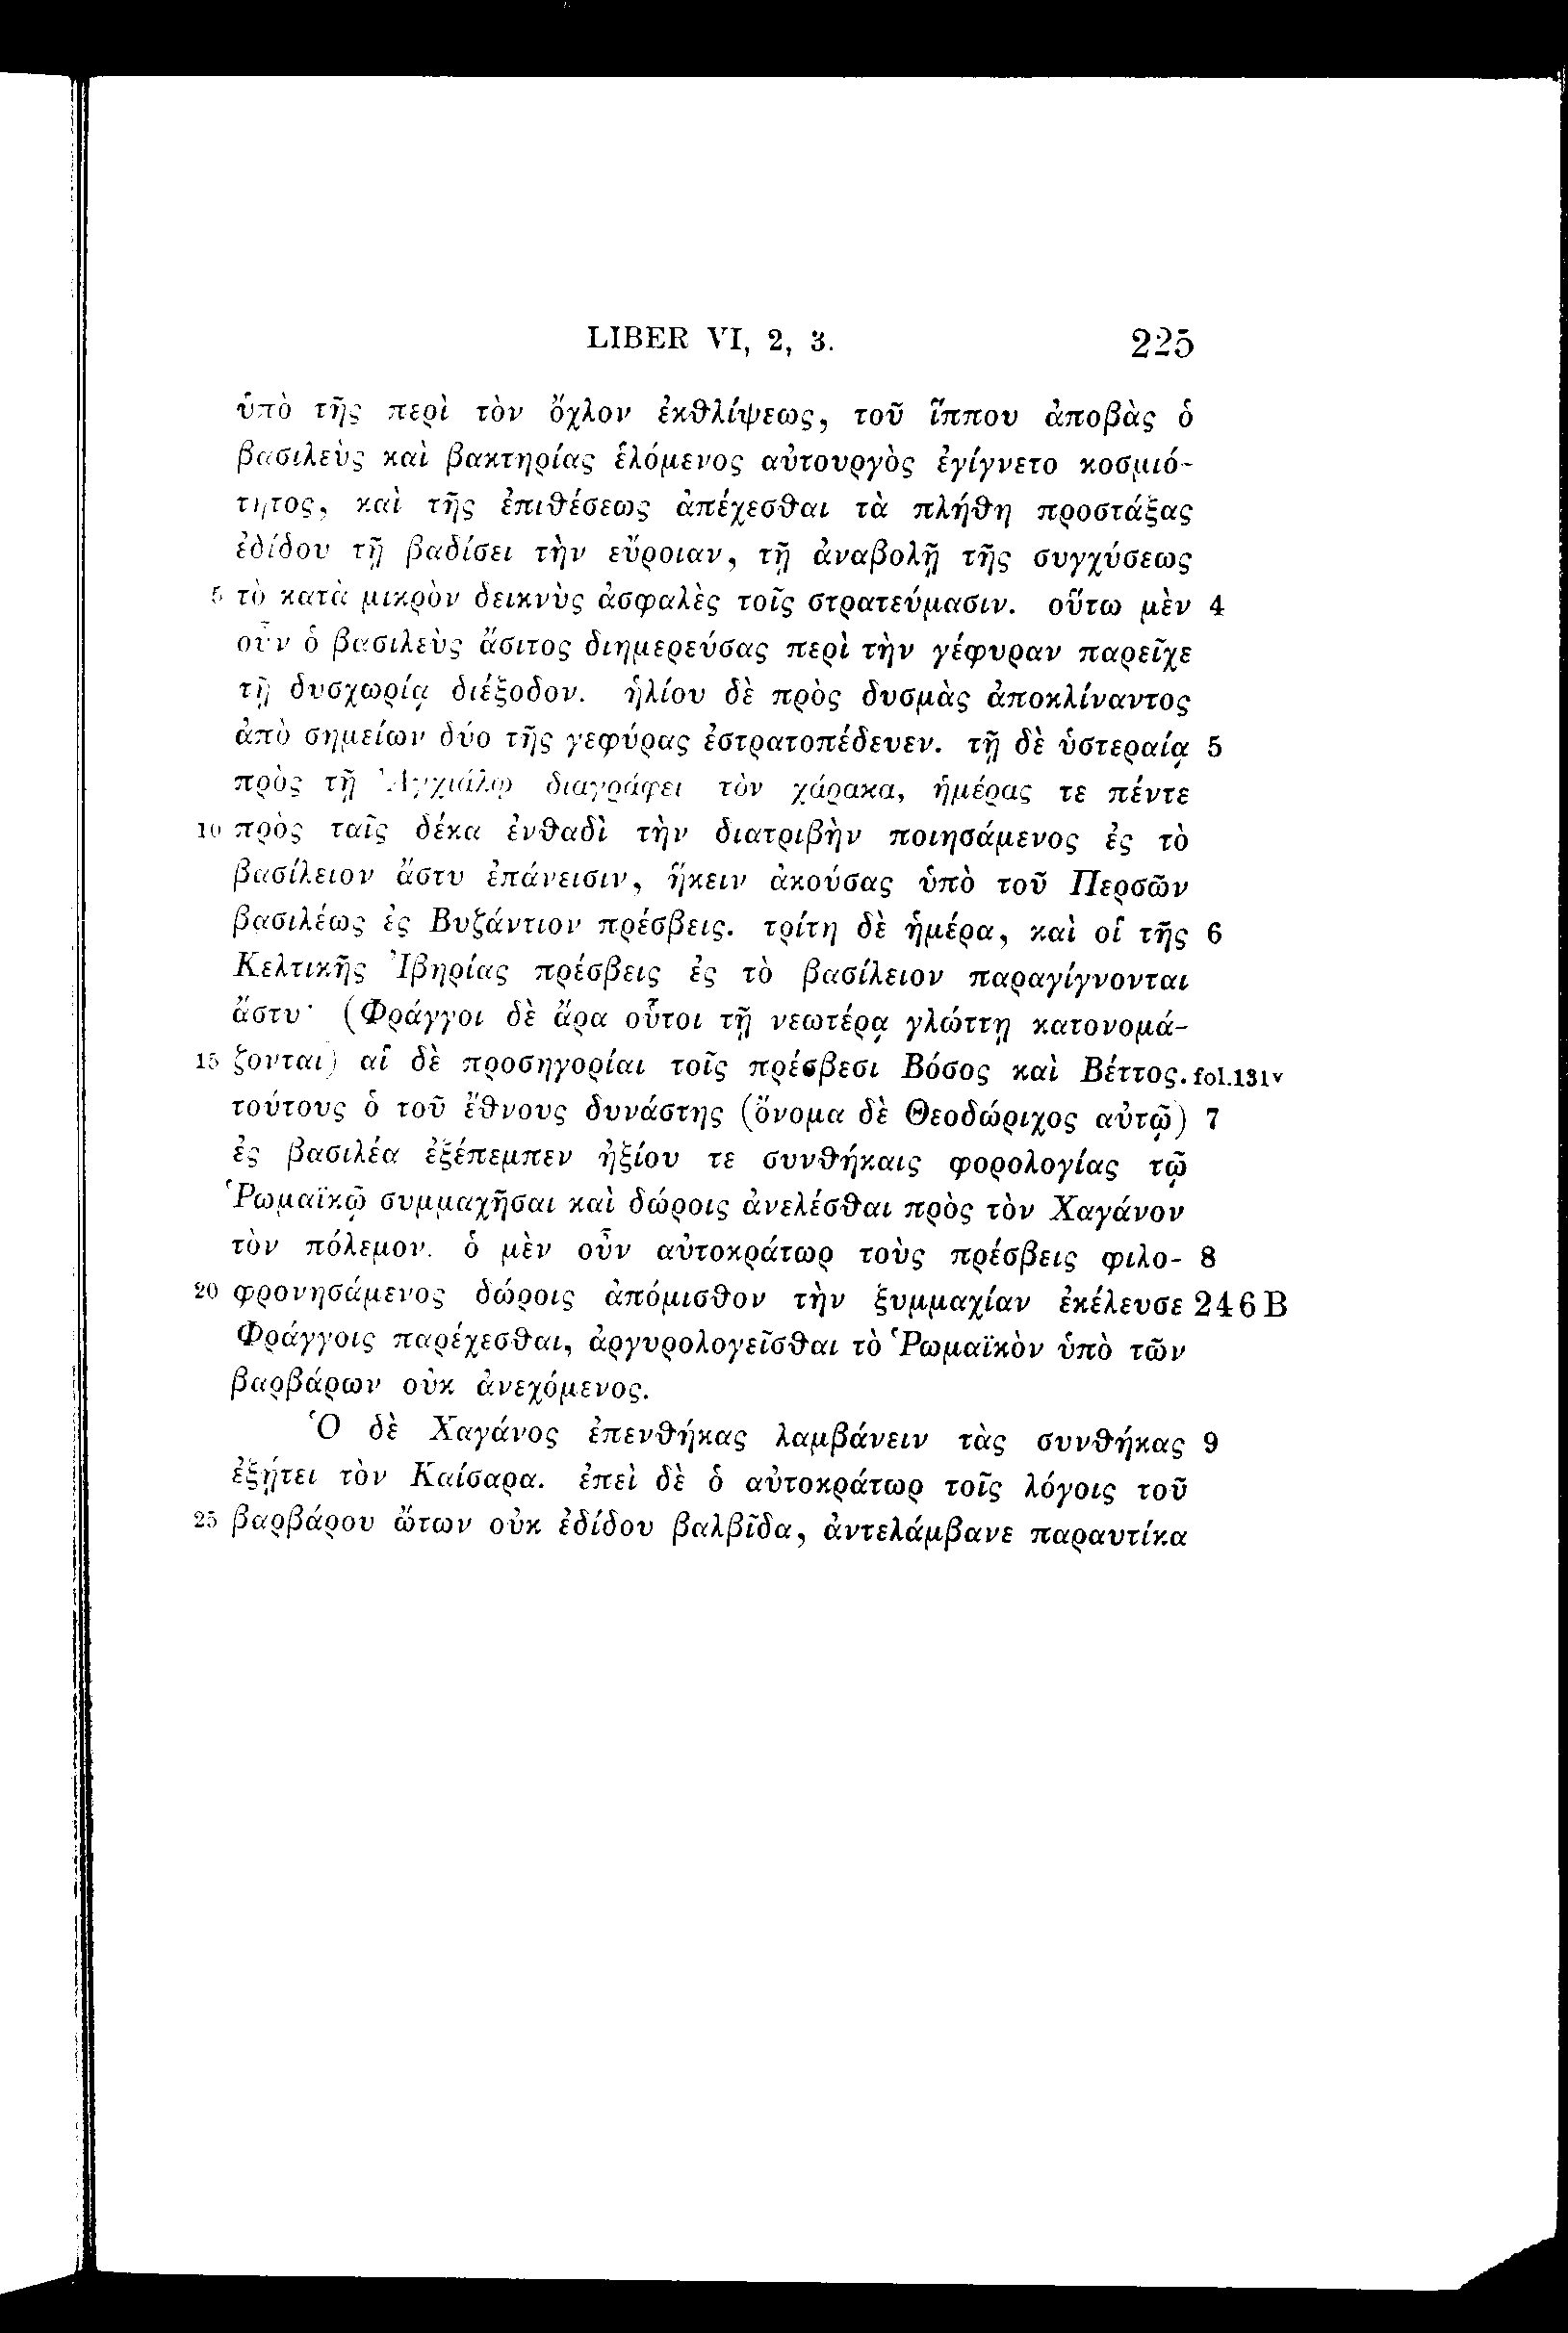 LIBER VI, 2, 3. 225
ὑπὸ τῆς περὶ τὸν ὄχλον ἐκθλίψεως, τοῦ ἵππου ἀποβὰς ὁ
βασιλεὺς καὶ βακτηρίας ἑλόμενος αὐτουργὸς ἐγίγνετο κοσμιό-
τητος, καὶ τῆς ἐπιθέσεως ἀπέχεσθαι τὰ πλήθη προστάξας
ἐδίδου τῇ βαδίσει τὴν εὔροιαν, τῇ ἀναβολῇ τῆς συγχύσεως
5 τὸ κατὰ μικρὸν δεικνὺς ἀσφαλὲς τοῖς στρατεύμασιν. οὕτω μὲν 4
οὖν ὁ βασιλεὺς ἄσιτος διημερεύσας περὶ τὴν γέφυραν παρεῖχε
τῇ δυσχωρίᾳ διέξοδον. ἡλίου δὲ πρὸς δυσμὰς ἀποκλίναντος
ἀπὸ σημείων δύο τῆς γεφύρας ἐστρατοπέδευεν. τῇ δὲ ὑστεραίᾳ 5
πρὸς τῇ Ἀγχιάλῳ διαγράφει τὸν χάρακα, ἡμέρας τε πέντε
10 πρὸς ταῖς δέκα ἐνθαδὶ τὴν διατριβὴν ποιησάμενος ἐς τὸ
βασίλειον ἄστυ ἐπάνεισιν, ἥκειν ἀκούσας ὑπὸ τοῦ Περσῶν
βασιλέως ἐς Βυζάντιον πρέσβεις. τρίτη δὲ ἡμέρα, καὶ οἱ τῆς 6
Κελτικῆς Ἰβηρίας πρέσβεις ἐς τὸ βασίλειον παραγίγνονται
ἄστυ· (Φράγγοι δὲ ἄρα οὗτοι τῇ νεωτέρᾳ γλώττῃ κατονομά-
15 ζονται) αἱ δὲ προσηγορίαι τοῖς πρέσβεσι Βόσος καὶ Βέττος. fol.131v
τούτους ὁ τοῦ ἔθνους δυνάστης (ὄνομα δὲ Θεοδώριχος αὐτῷ) 7
ἐς βασιλέα ἐξέπεμπεν ἠξίου τε συνθήκαις φορολογίας τῷ
Ῥωμαϊκῷ συμμαχῆσαι καὶ δώροις ἀνελέσθαι πρὸς τὸν Χαγάνον
τὸν πόλεμον. ὁ μὲν οὖν αὐτοκράτωρ τοὺς πρέσβεις φιλο- 8
20 φρονησάμενος δώροις ἀπόμισθον τὴν ξυμμαχίαν ἐκέλευσε 246 B
Φράγγοις παρέχεσθαι, ἀργυρολογεῖσθαι τὸ Ῥωμαϊκὸν ὑπὸ τῶν
βαρβάρων οὐκ ἀνεχόμενος.
Ὁ δὲ Χαγάνος ἐπενθήκας λαμβάνειν τὰς συνθήκας 9
ἐξῄτει τὸν Καίσαρα. ἐπεὶ δὲ ὁ αὐτοκράτωρ τοῖς λόγοις τοῦ
25 βαρβάρου ὤτων οὐκ ἐδίδου βαλβῖδα, ἀντελάμβανε παραυτίκα